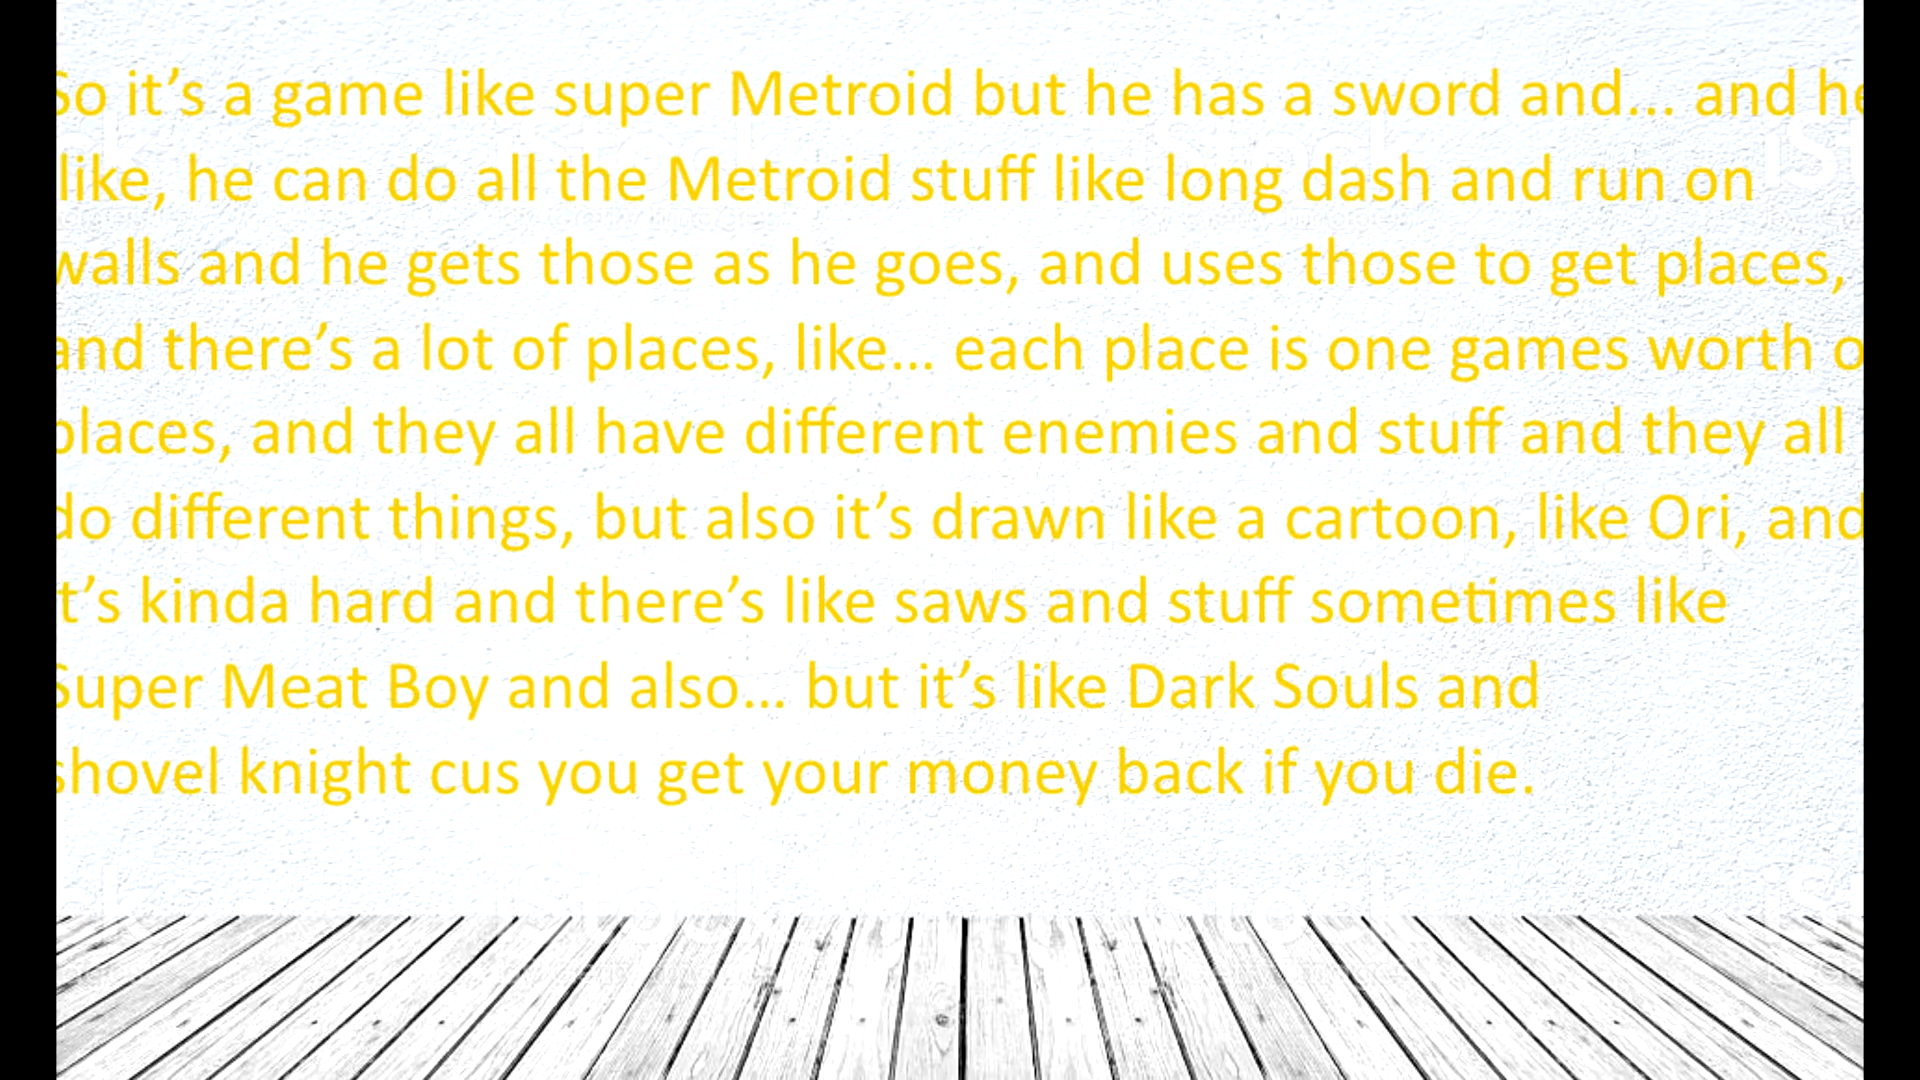 So it’s a game like super Metroid but he has a sword and... and he
like, he can do all the Metroid stuff like long dash and run on
walls and he gets those as he goes, and uses those to get places,
and there’s a lot of places, like... each place is one games worth o
places, and they all have different enemies and stuff and they all
do different things, but also it’s drawn like a cartoon, like Ori, and
it’s kinda hard and there’s like saws and stuff sometimes like
Super Meat Boy and also... but it’s like Dark Souls and
shovel knight cus you get your money back if you die.